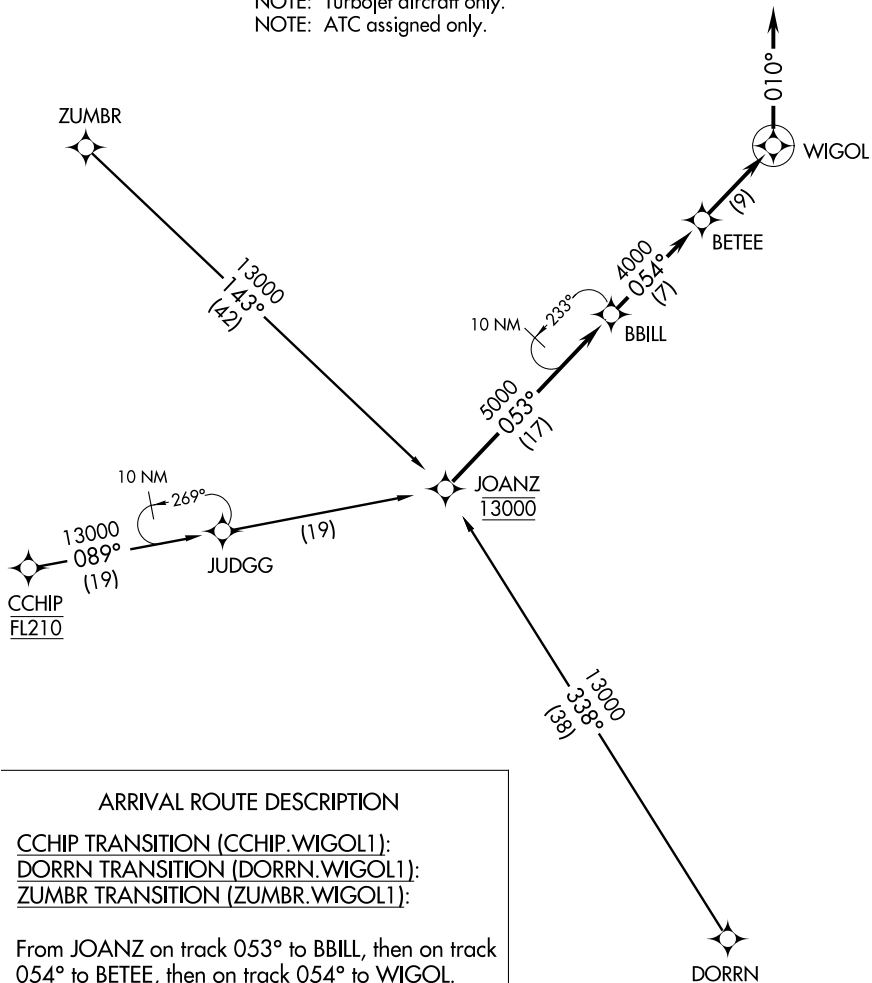 NOTE: Turbojet aircraft only.
NOTE: ATC assigned only.
010°
ZUMBR
WIGOL
(9)
BETEE
4000
054°
(7)
13000
143°
(42)
10 NM
233°
BBILL
5000
053°
(17)
JOANZ
13000
10 NM
269°
13000
089°
(19)
(19)
JUDGG
CCHIP
FL210
13000
338°
(38)
DORRN
ARRIVAL ROUTE DESCRIPTION
CCHIP TRANSITION (CCHIP.WIGOL1):
DORRN TRANSITION (DORRN.WIGOL1):
ZUMBR TRANSITION (ZUMBR.WIGOL1):
From JOANZ on track 053° to BBILL, then on track
054° to BETEE, then on track 054° to WIGOL.